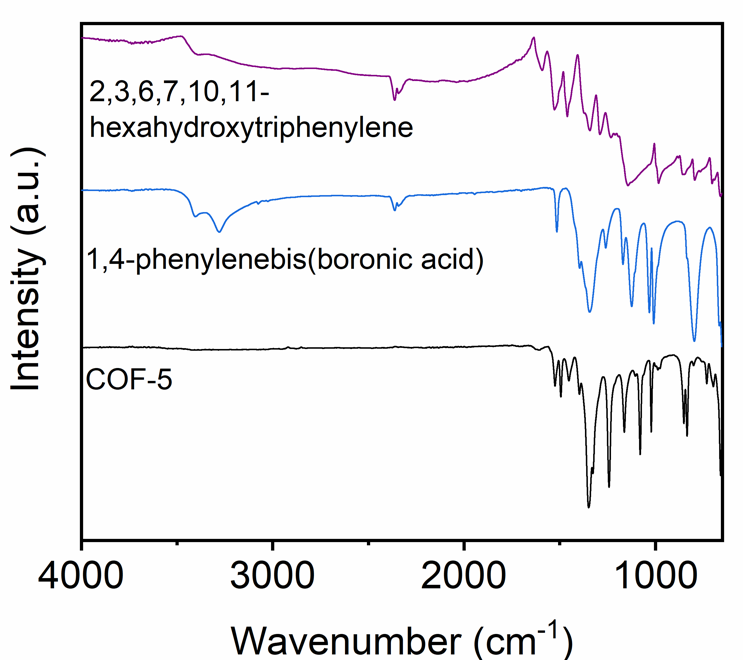 2,3,6,7,10,11-
hexahydroxytriphenylene
1,4-phenylenebis(boronic acid)
COF-5
Intensity (a.u.)
4000 3000 2000 1000
Wavenumber (cm-1)